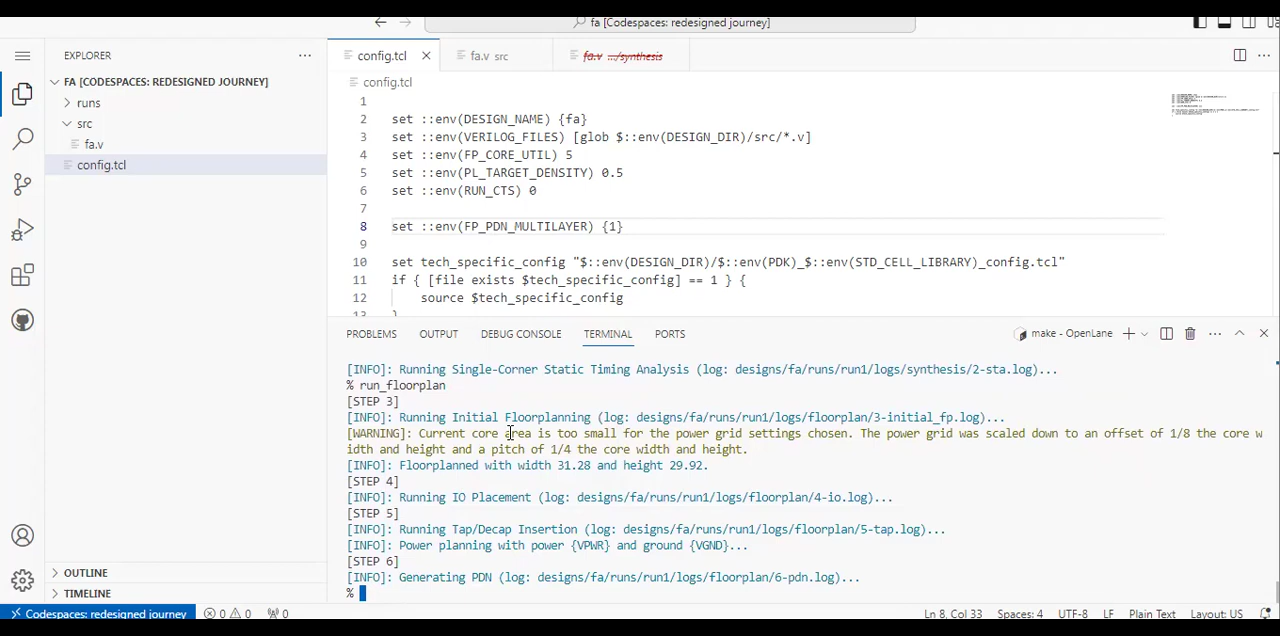 fa [Codespaces: redesigned journey]
EXPLORER
FA [CODESPACES: REDESIGNED JOURNEY]
runs
src
fa.v
config.tcl
OUTLINE
TIMELINE
config.tcl
fa.v src
fa.v .../synthesis
config.tcl
1
2 set ::env(DESIGN_NAME) {fa}
3 set ::env(VERILOG_FILES) [glob $::env(DESIGN_DIR)/src/*.v]
4 set ::env(FP_CORE_UTIL) 5
5 set ::env(PL_TARGET_DENSITY) 0.5
6 set ::env(RUN_CTS) 0
7
8 set ::env(FP_PDN_MULTILAYER) {1}
9
10 set tech_specific_config "$::env(DESIGN_DIR)/$::env(PDK)_$::env(STD_CELL_LIBRARY)_config.tcl"
11 if { [file exists $tech_specific_config] == 1 } {
12 source $tech_specific_config
13 }
PROBLEMS OUTPUT DEBUG CONSOLE TERMINAL PORTS
make - OpenLane
[INFO]: Running Single-Corner Static Timing Analysis (log: designs/fa/runs/run1/logs/synthesis/2-sta.log)...
% run_floorplan
[STEP 3]
[INFO]: Running Initial Floorplanning (log: designs/fa/runs/run1/logs/floorplan/3-initial_fp.log)...
[WARNING]: Current core area is too small for the power grid settings chosen. The power grid was scaled down to an offset of 1/8 the core w
idth and height and a pitch of 1/4 the core width and height.
[INFO]: Floorplanned with width 31.28 and height 29.92.
[STEP 4]
[INFO]: Running IO Placement (log: designs/fa/runs/run1/logs/floorplan/4-io.log)...
[STEP 5]
[INFO]: Running Tap/Decap Insertion (log: designs/fa/runs/run1/logs/floorplan/5-tap.log)...
[INFO]: Power planning with power {VPWR} and ground {VGND}...
[STEP 6]
[INFO]: Generating PDN (log: designs/fa/runs/run1/logs/floorplan/6-pdn.log)...
%
Codespaces: redesigned journey 0 0 0 Ln 8, Col 33 Spaces: 4 UTF-8 LF Plain Text Layout: US